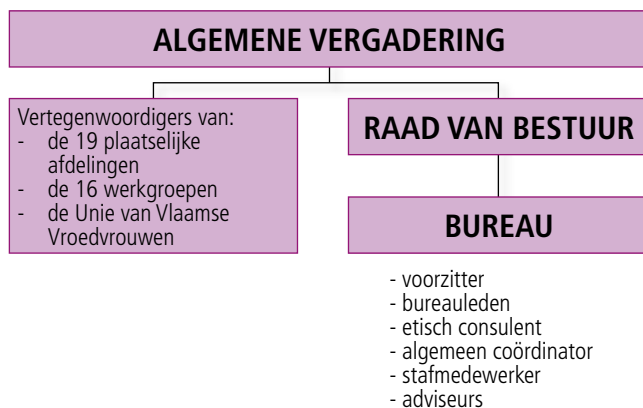 ALGEMENE VERGADERING
Vertegenwoordigers van:
- de 19 plaatselijke
afdelingen
- de 16 werkgroepen
- de Unie van Vlaamse
Vroedvrouwen
RAAD VAN BESTUUR
BUREAU
- voorzitter
- bureauleden
- etisch consulent
- algemeen coördinator
- stafmedewerker
- adviseurs